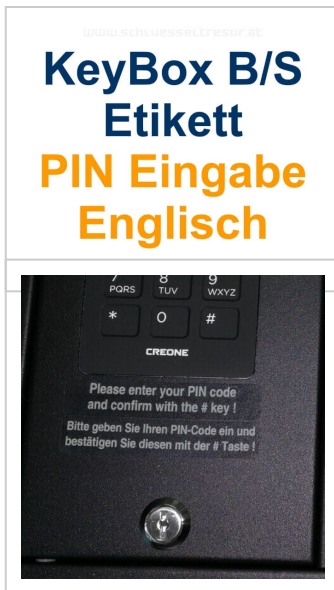 www.schluesseltresor.at
KeyBox B/S
Etikett
PIN Eingabe
Englisch
7 8 9
PQRS TUV WXYZ
* 0 #
CREONE
Please enter your PIN code
and confirm with the # key !
Bitte geben Sie Ihren PIN-Code ein und
bestätigen Sie diesen mit der # Taste !